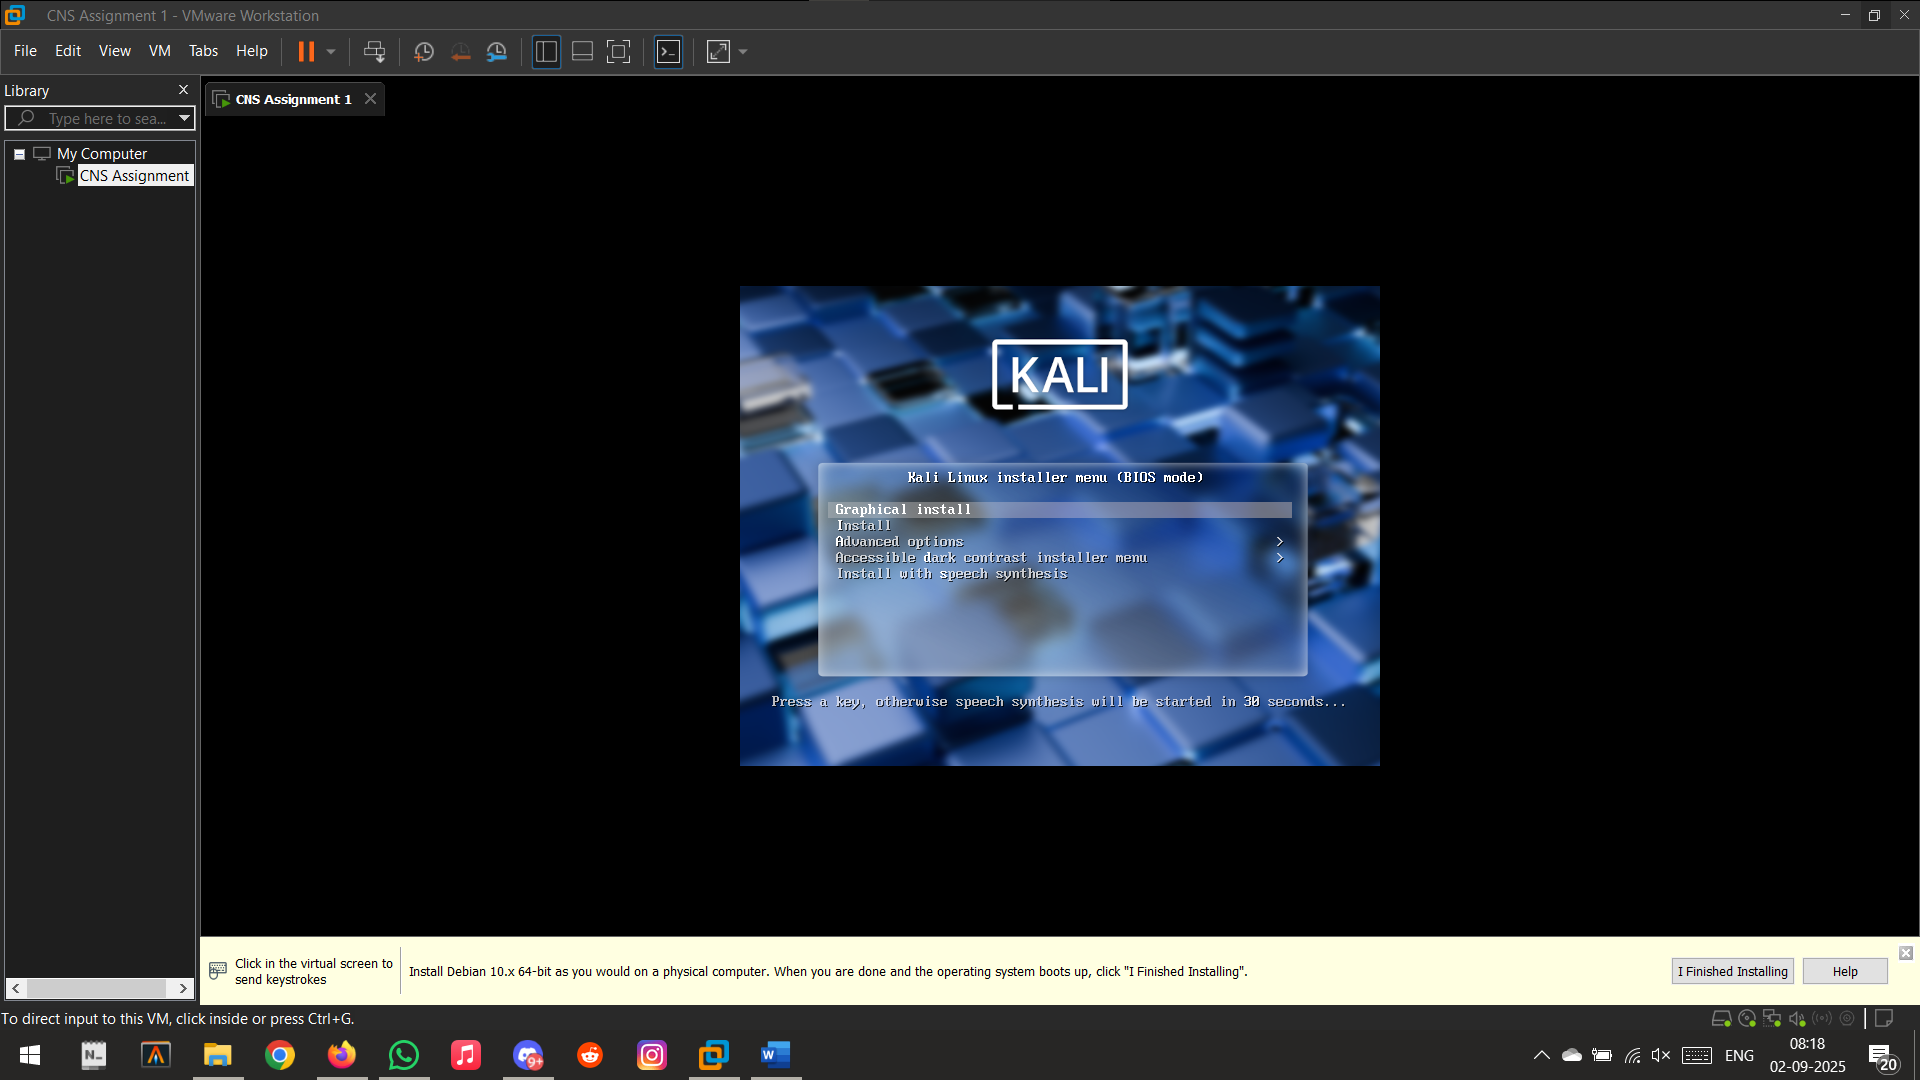 CNS Assignment 1 - VMware Workstation
File Edit View VM Tabs Help
Library
Type here to sea...
My Computer
CNS Assignment
CNS Assignment 1
KALI
Kali Linux installer menu (BIOS mode)
Graphical install
Install
Advanced options >
Accessible dark contrast installer menu >
Install with speech synthesis
Press a key, otherwise speech synthesis will be started in 30 seconds...
Click in the virtual screen to
send keystrokes
Install Debian 10.x 64-bit as you would on a physical computer. When you are done and the operating system boots up, click "I Finished Installing".
I Finished Installing
Help
To direct input to this VM, click inside or press Ctrl+G.
N
9+
W
ENG
08:18
02-09-2025
20